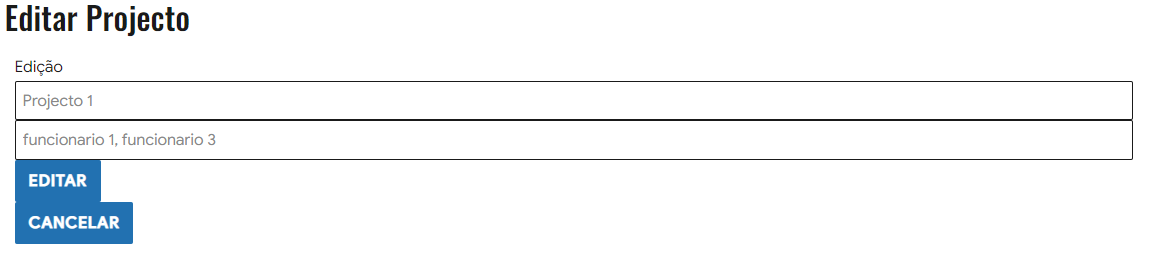 Editar Projecto
Edição
Projecto 1
funcionario 1, funcionario 3
EDITAR
CANCELAR